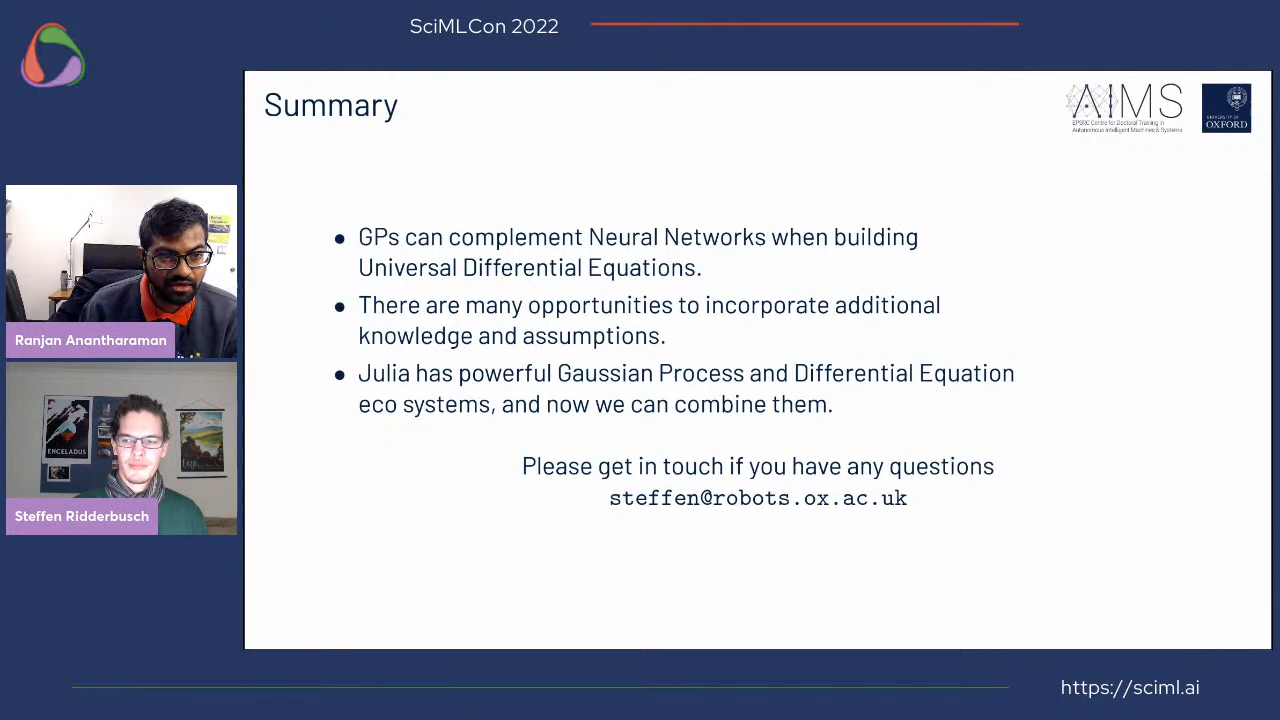 SciMLCon 2022
Summary
AIMS
EPSRC Centre for Doctoral Training in
Autonomous Intelligent Machines & Systems
UNIVERSITY OF
OXFORD
● GPs can complement Neural Networks when building
Universal Differential Equations.
● There are many opportunities to incorporate additional
knowledge and assumptions.
● Julia has powerful Gaussian Process and Differential Equation
eco systems, and now we can combine them.
Please get in touch if you have any questions
steffen@robots.ox.ac.uk
Ranjan Anantharaman
ENCELADUS
Steffen Ridderbusch
https://sciml.ai